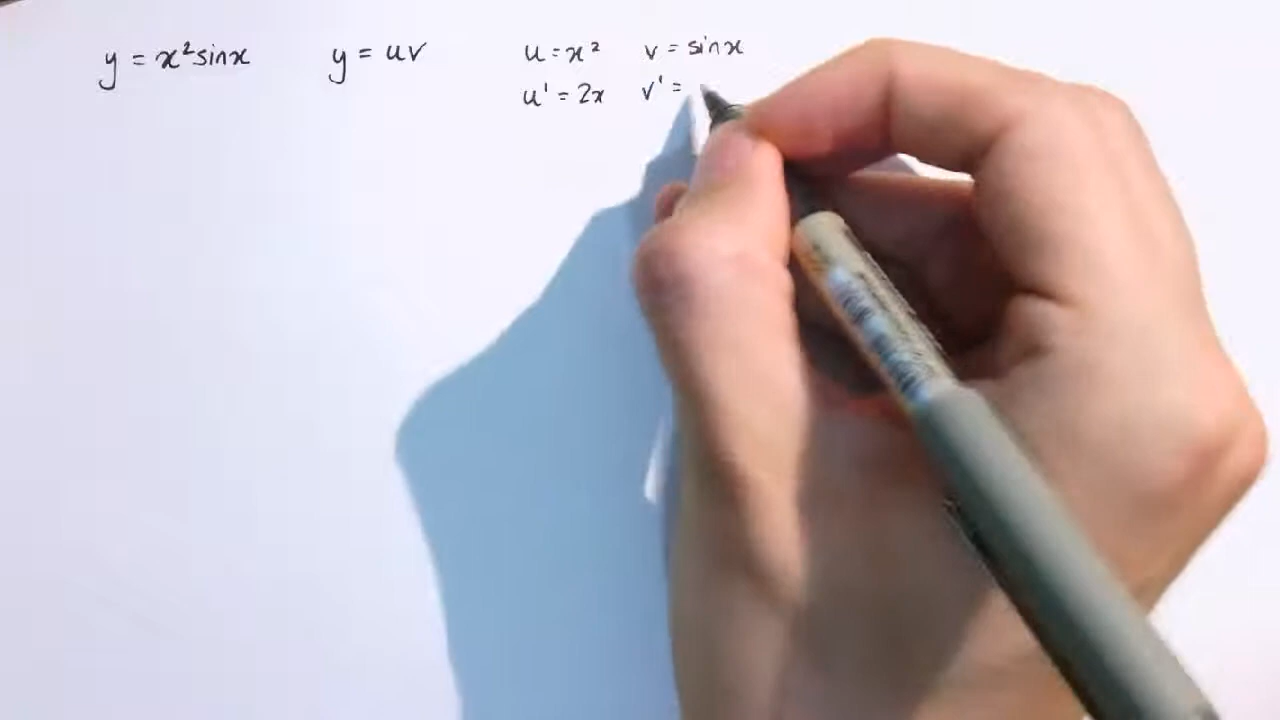 y = x²sinx y = uv u = x² v = sinx
u' = 2x v' =